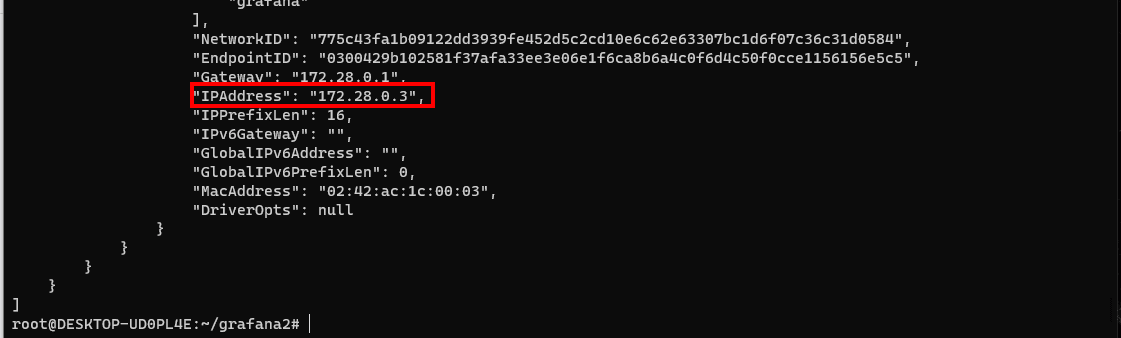 "grafana"
],
"NetworkID": "775c43fa1b09122dd3939fe452d5c2cd10e6c62e63307bc1d6f07c36c31d0584",
"EndpointID": "0300429b102581f37afa33ee3e06e1f6ca8b6a4c0f6d4c50f0cce1156156e5c5",
"Gateway": "172.28.0.1",
"IPAddress": "172.28.0.3",
"IPPrefixLen": 16,
"IPv6Gateway": "",
"GlobalIPv6Address": "",
"GlobalIPv6PrefixLen": 0,
"MacAddress": "02:42:ac:1c:00:03",
"DriverOpts": null
}
}
}
}
]
root@DESKTOP-UD0PL4E:~/grafana2#